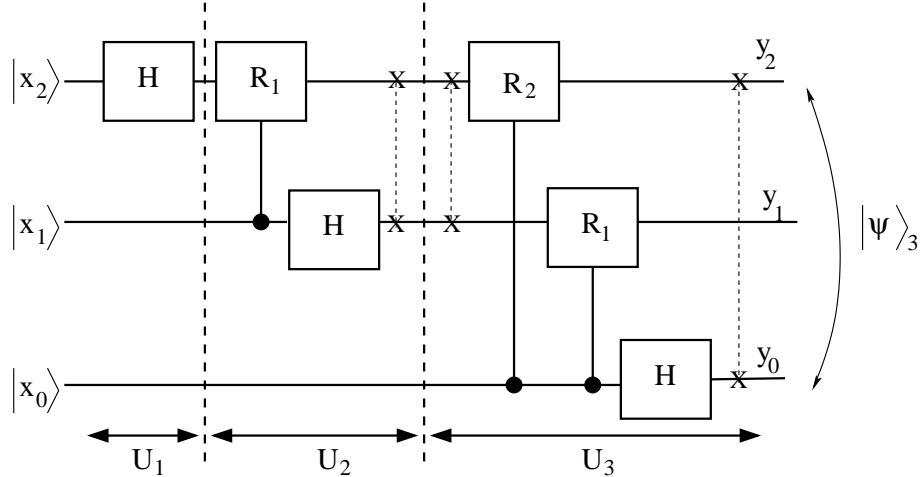 |x₂⟩ H R₁ X X R₂ y₂ X
|x₁⟩ H X X R₁ y₁ |ψ⟩₃
|x₀⟩ H y₀ X
U₁ U₂ U₃